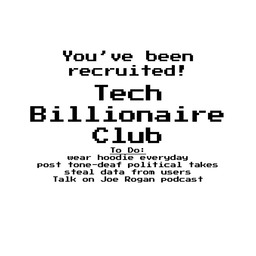 You've been
recruited!
Tech
Billionaire
Club
To Do:
wear hoodie everyday
post tone-deaf political takes
steal data from users
Talk on Joe Rogan podcast